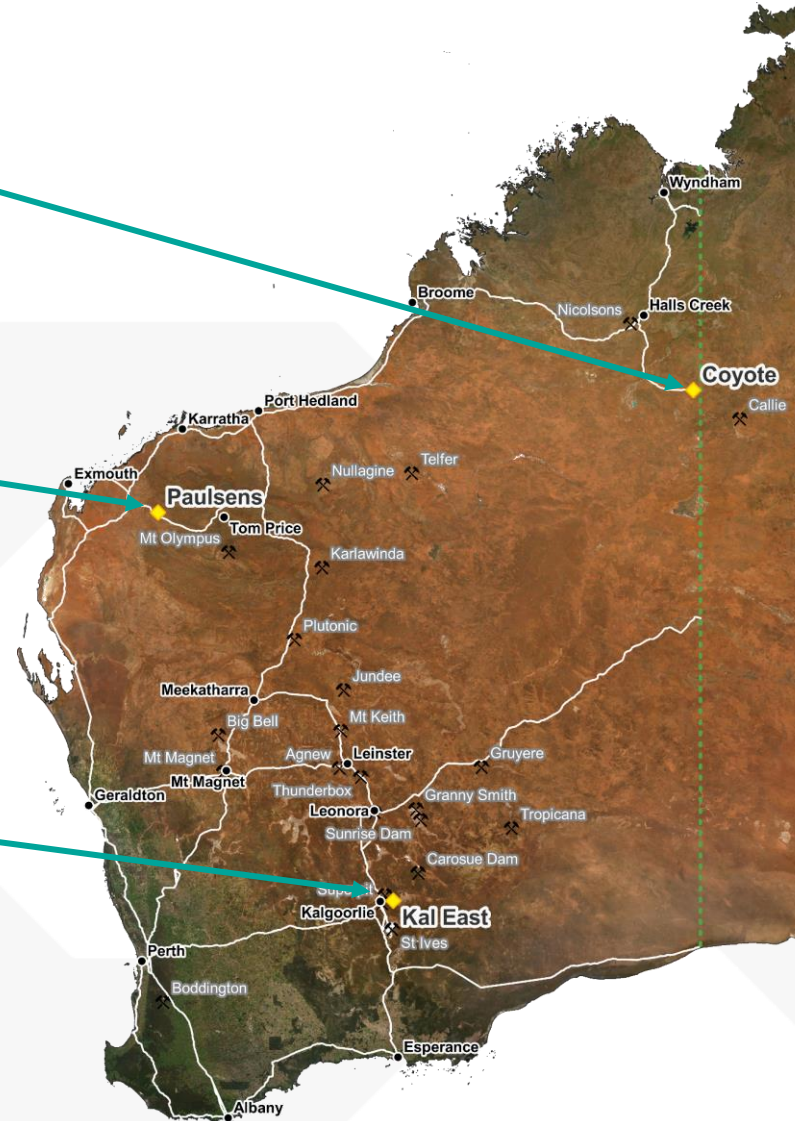 Wyndham
Broome
Nicolsons
Halls Creek
Coyote
Callie
Port Hedland
Karratha
Telfer
Exmouth
Nullagine
Paulsens
Tom Price
Mt Olympus
Karlawinda
Plutonic
Jundee
Meekatharra
Mt Keith
Big Bell
Agnew
Leinster
Gruyere
Mt Magnet
Mt Magnet
Thunderbox
Geraldton
Granny Smith
Leonora
Tropicana
Sunrise Dam
Carosue Dam
Kalgoorlie
Kal East
St Ives
Perth
Boddington
Esperance
Albany